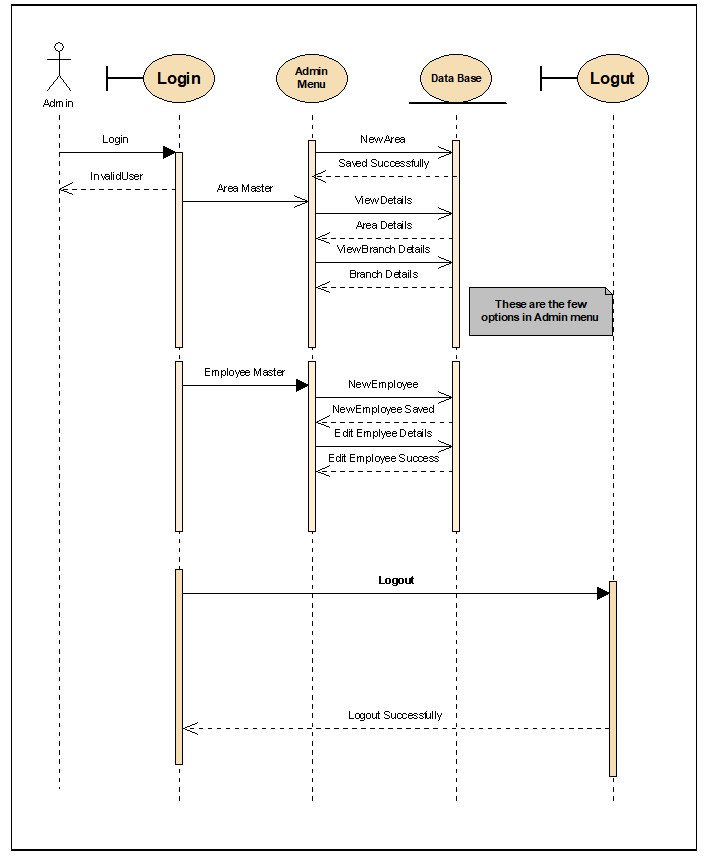 Admin
Login
Admin
Menu
Data Base
Logut
Login
InvalidUser
Area Master
NewArea
Saved Successfully
ViewDetails
Area Details
ViewBranch Details
Branch Details
These are the few
options in Admin menu
Employee Master
NewEmployee
NewEmployee Saved
Edit Emplyee Details
Edit Employee Success
Logout
Logout Successfully